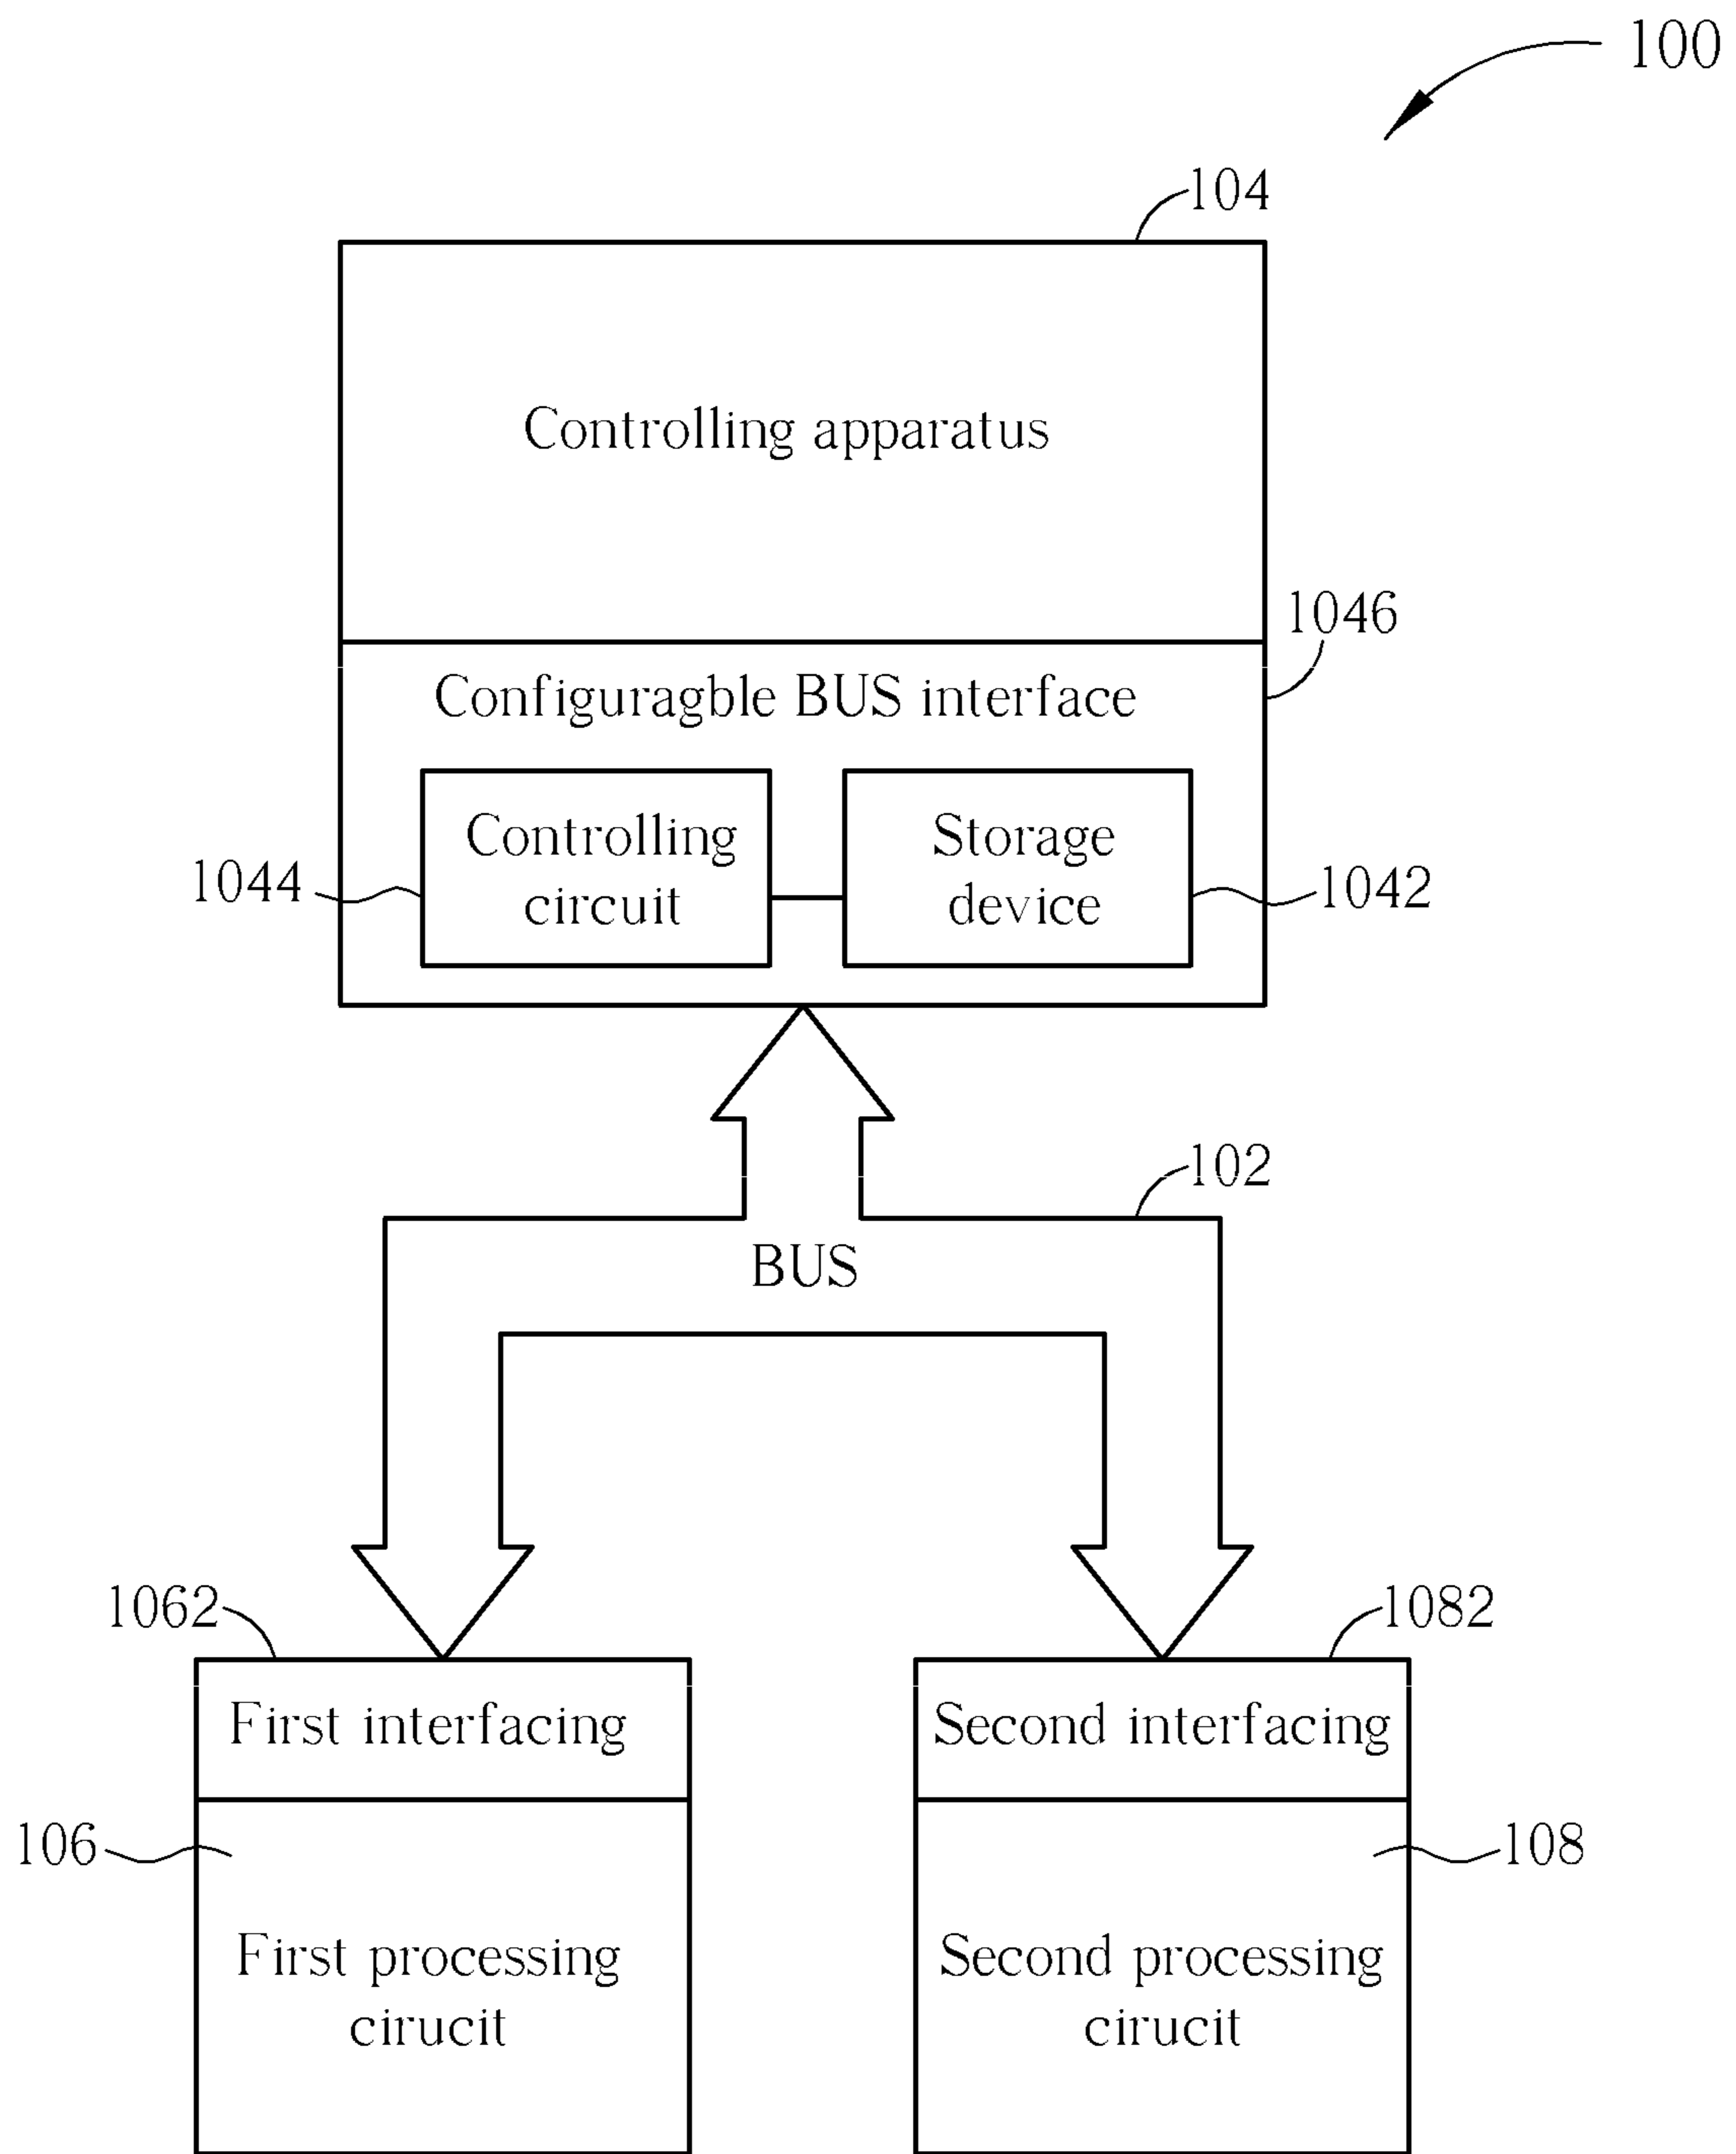 100
104
Controlling apparatus
1046
Configuragble BUS interface
Controlling
circuit
Storage
device
1044
1042
102
BUS
1062
1082
First interfacing
Second interfacing
106
108
First processing
cirucit
Second processing
cirucit